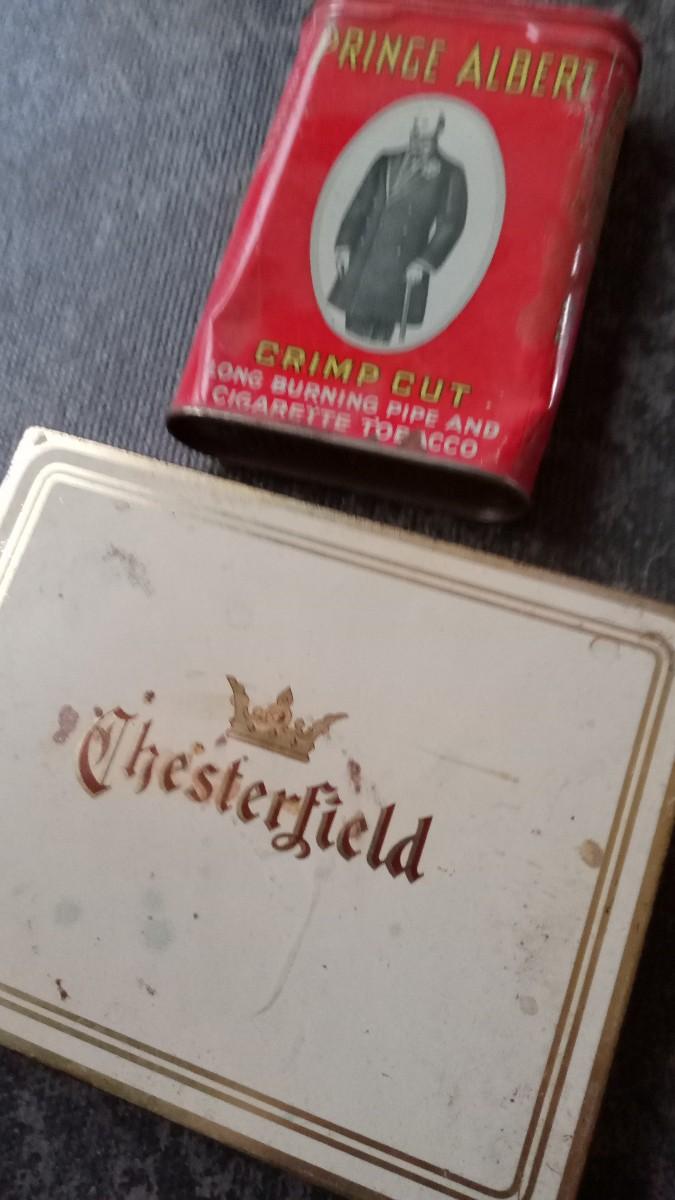 PRINCE ALBERT
CRIMP CUT
LONG BURNING PIPE AND
CIGARETTE TOBACCO
Chesterfield